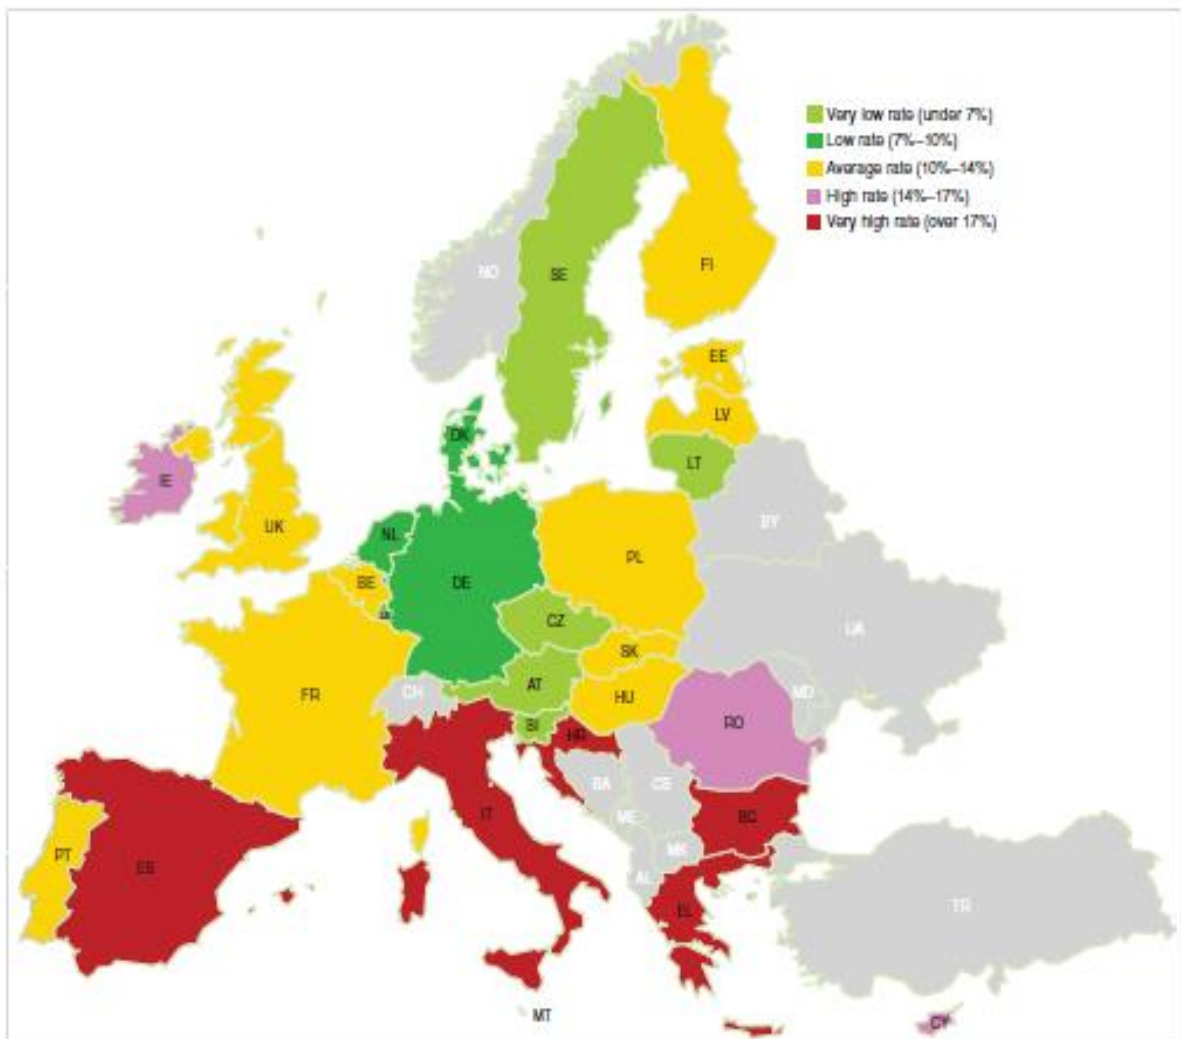 Very low rate (under 7%)
Low rate (7%–10%)
Average rate (10%–14%)
High rate (14%–17%)
Very high rate (over 17%)
NO
SE
FI
EE
LV
LT
DK
IE
UK
NL
BE
DE
PL
BY
CZ
UA
SK
FR
CH
AT
HU
MD
SI
HR
RO
BA
ME
IT
BG
MK
AL
PT
ES
EL
TR
MT
CY